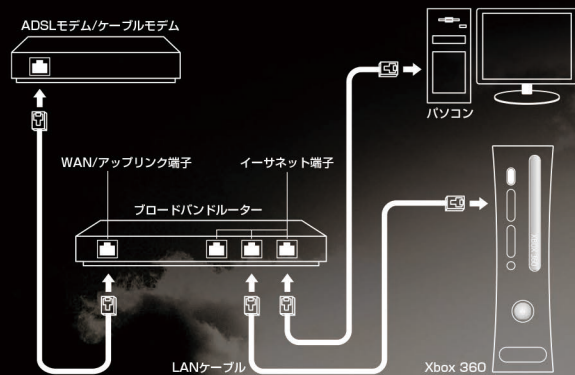 ADSLモデム/ケーブルモデム
パソコン
WAN/アップリンク端子
イーサネット端子
ブロードバンドルーター
LANケーブル
Xbox 360